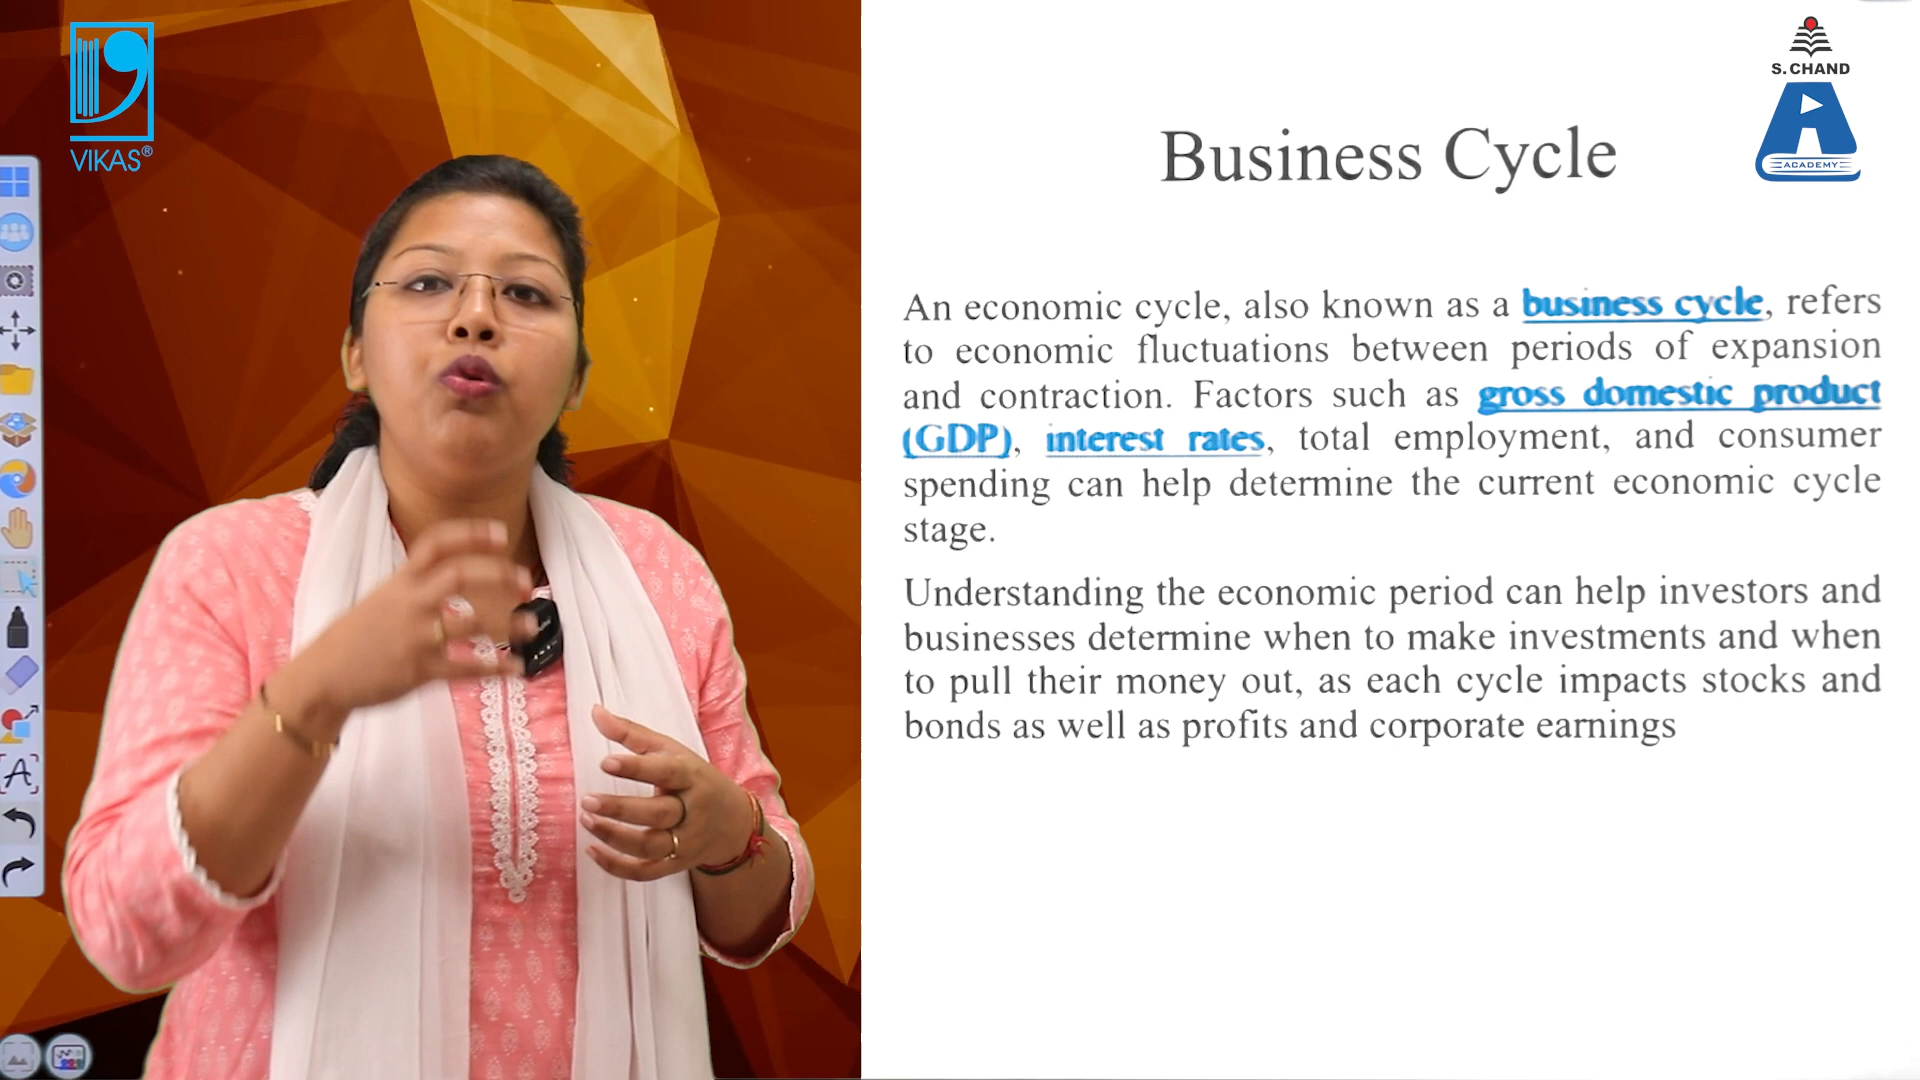 VIKAS®
S. CHAND
ACADEMY
Business Cycle
An economic cycle, also known as a business cycle, refers
to economic fluctuations between periods of expansion
and contraction. Factors such as gross domestic product
(GDP), interest rates, total employment, and consumer
spending can help determine the current economic cycle
stage.
Understanding the economic period can help investors and
businesses determine when to make investments and when
to pull their money out, as each cycle impacts stocks and
bonds as well as profits and corporate earnings